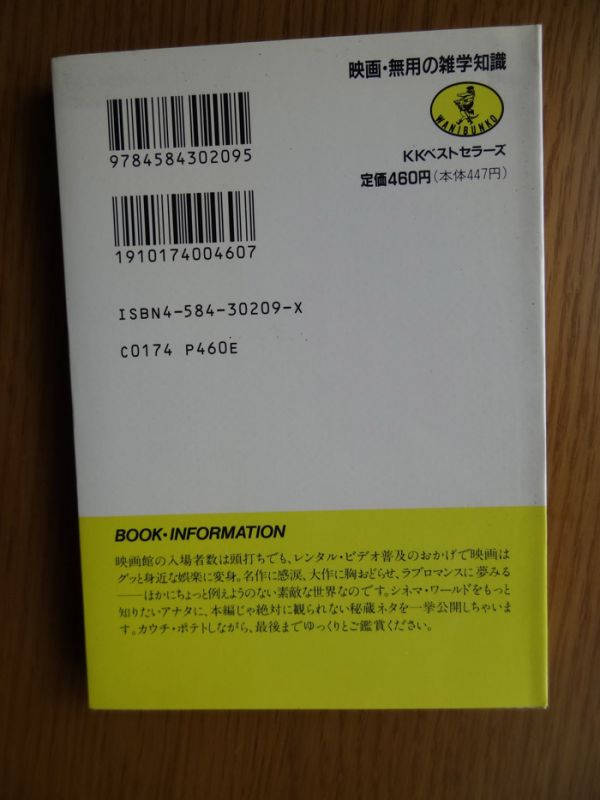 映画・無用の雑学知識
WANIBUNKO
KKベストセラーズ
定価460円(本体447円)
9784584302095
1910174004607
ISBN4-584-30209-X
C0174 P460E
BOOK・INFORMATION
映画館の入場者数は頭打ちでも、レンタル・ビデオ普及のおかげで映画は
グッと身近な娯楽に変身。名作に感涙、大作に胸おどらせ、ラブロマンスに夢みる
——ほかにちょっと例えようのない素敵な世界なのです。シネマ・ワールドをもっと
知りたいアナタに、本編じゃ絶対に観られない秘蔵ネタを一挙公開しちゃいま
す。カウチ・ポテトしながら、最後までゆっくりとご鑑賞ください。